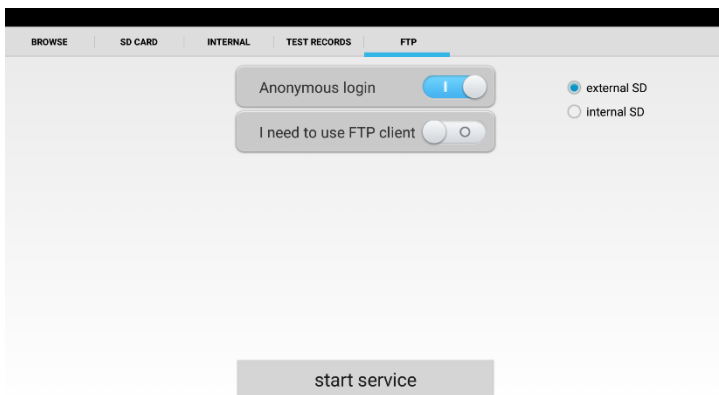 BROWSE SD CARD INTERNAL TEST RECORDS FTP
Anonymous login
external SD
internal SD
I need to use FTP client
start service